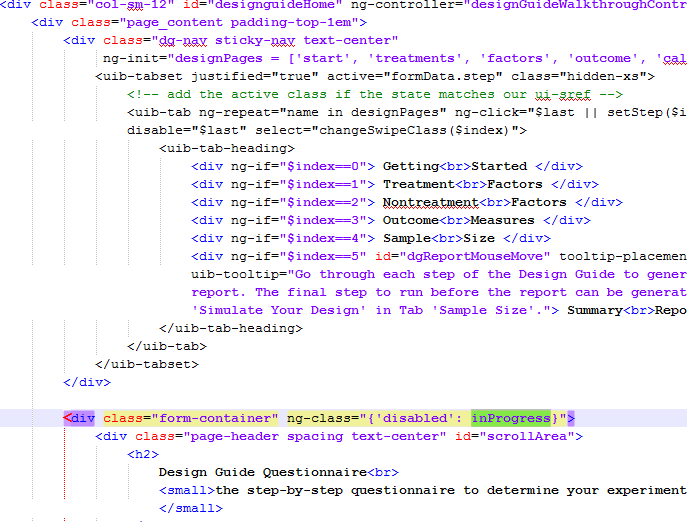 <div class="col-sm-12" id="designguideHome" ng-controller="designGuideWalkthroughContr
<div class="page_content padding-top-1em">
<div class="dg-nav sticky-nav text-center"
ng-init="designPages = ['start', 'treatments', 'factors', 'outcome', 'cal
<uib-tabset justified="true" active="formData.step" class="hidden-xs">
<!-- add the active class if the state matches our ui-sref -->
<uib-tab ng-repeat="name in designPages" ng-click="$last || setStep($i
disable="$last" select="changeSwipeClass($index)">
<uib-tab-heading>
<div ng-if="$index==0"> Getting<br>Started </div>
<div ng-if="$index==1"> Treatment<br>Factors </div>
<div ng-if="$index==2"> Nontreatment<br>Factors </div>
<div ng-if="$index==3"> Outcome<br>Measures </div>
<div ng-if="$index==4"> Sample<br>Size </div>
<div ng-if="$index==5" id="dgReportMouseMove" tooltip-placemen
uib-tooltip="Go through each step of the Design Guide to gener
report. The final step to run before the report can be generat
'Simulate Your Design' in Tab 'Sample Size'."> Summary<br>Repo
</uib-tab-heading>
</uib-tab>
</uib-tabset>
</div>
<div class="form-container" ng-class="{'disabled': inProgress}">
<div class="page-header spacing text-center" id="scrollArea">
<h2>
Design Guide Questionnaire<br>
<small>the step-by-step questionnaire to determine your experiment
</small>